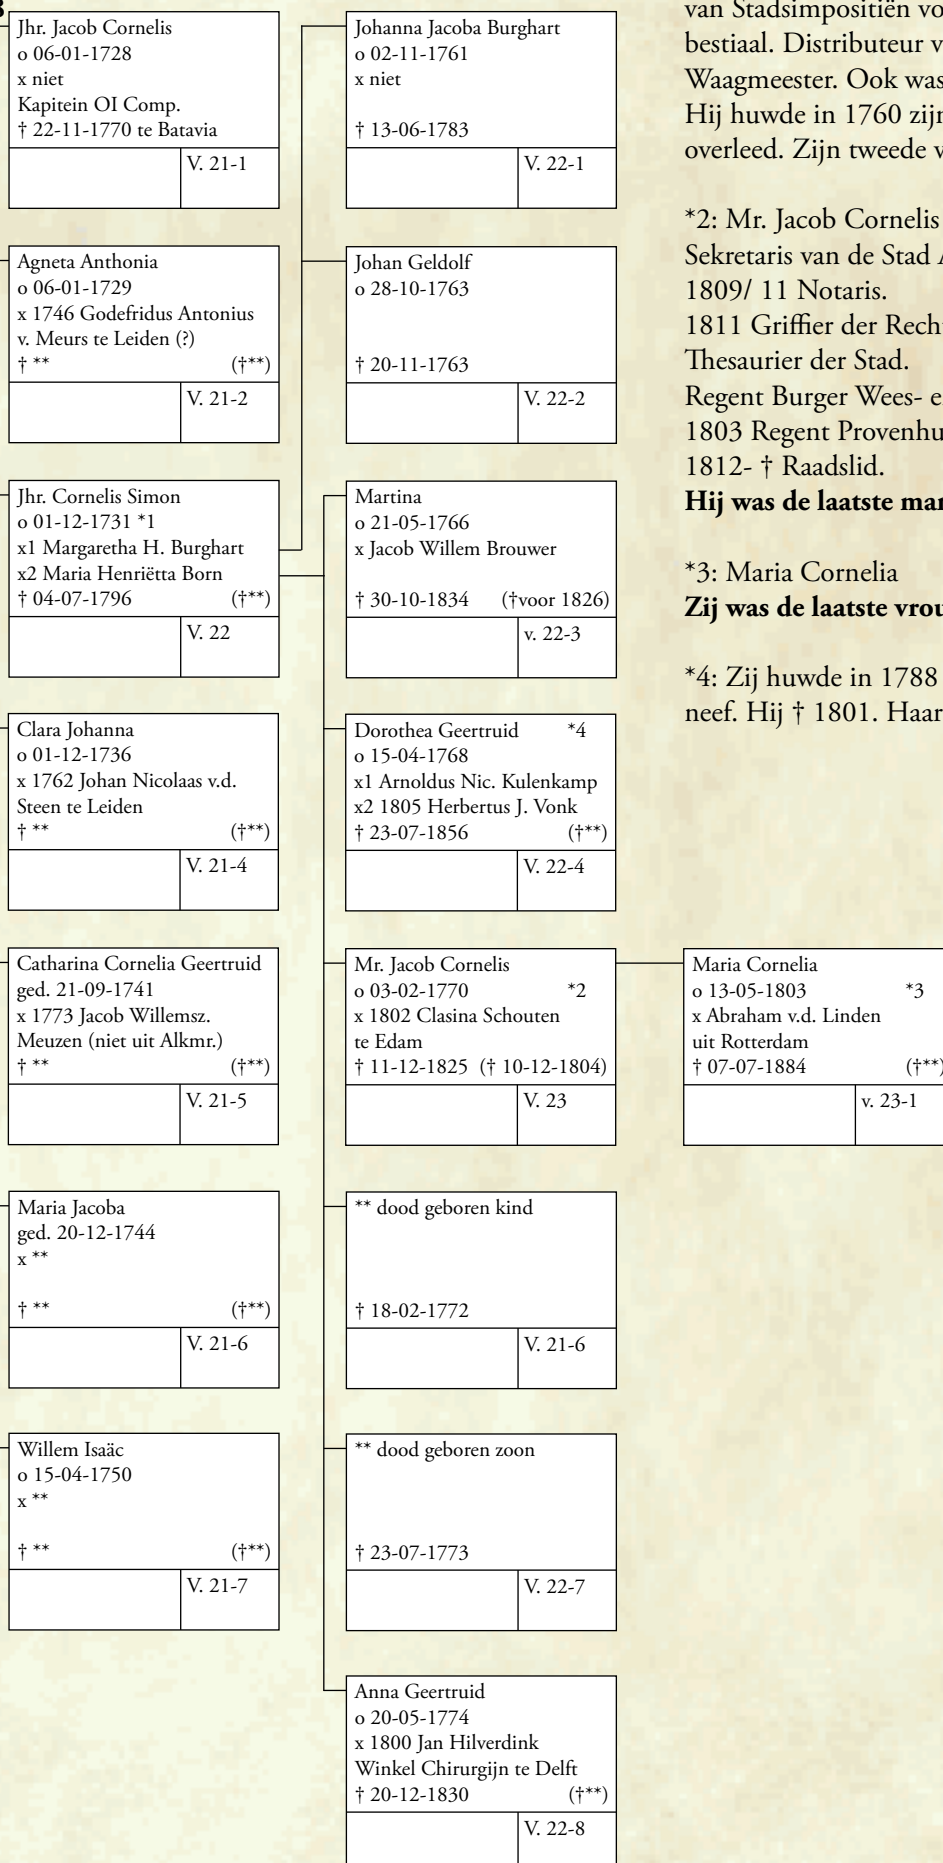 Jhr. Jacob Cornelis
o 06-01-1728
x niet
Kapitein OI Comp.
† 22-11-1770 te Batavia
V. 21-1
Agneta Anthonia
o 06-01-1729
x 1746 Godefridus Antonius
v. Meurs te Leiden (?)
† ** (†**)
V. 21-2
Jhr. Cornelis Simon
o 01-12-1731 *1
x1 Margaretha H. Burghart
x2 Maria Henriëtta Born
† 04-07-1796 (†**)
V. 22
Clara Johanna
o 01-12-1736
x 1762 Johan Nicolaas v.d.
Steen te Leiden
† ** (†**)
V. 21-4
Catharina Cornelia Geertruid
ged. 21-09-1741
x 1773 Jacob Willemsz.
Meuzen (niet uit Alkmr.)
† ** (†**)
V. 21-5
Maria Jacoba
ged. 20-12-1744
x **
† ** (†**)
V. 21-6
Willem Isaäc
o 15-04-1750
x **
† ** (†**)
V. 21-7
Johanna Jacoba Burghart
o 02-11-1761
x niet
† 13-06-1783
V. 22-1
Johan Geldolf
o 28-10-1763
† 20-11-1763
V. 22-2
Martina
o 21-05-1766
x Jacob Willem Brouwer
† 30-10-1834 (†voor 1826)
v. 22-3
Dorothea Geertruid *4
o 15-04-1768
x1 Arnoldus Nic. Kulenkamp
x2 1805 Herbertus J. Vonk
† 23-07-1856 (†**)
V. 22-4
Mr. Jacob Cornelis
o 03-02-1770 *2
x 1802 Clasina Schouten
te Edam
† 11-12-1825 († 10-12-1804)
V. 23
** dood geboren kind
† 18-02-1772
V. 21-6
** dood geboren zoon
† 23-07-1773
V. 22-7
Anna Geertruid
o 20-05-1774
x 1800 Jan Hilverdink
Winkel Chirurgijn te Delft
† 20-12-1830 (†**)
V. 22-8
van Stadsimpositiën vo
bestiaal. Distributeur v
Waagmeester. Ook was
Hij huwde in 1760 zijn
overleed. Zijn tweede v
*2: Mr. Jacob Cornelis
Sekretaris van de Stad A
1809/ 11 Notaris.
1811 Griffier der Rech
Thesaurier der Stad.
Regent Burger Wees- e
1803 Regent Provenhu
1812- † Raadslid.
Hij was de laatste ma
*3: Maria Cornelia
Zij was de laatste vrou
*4: Zij huwde in 1788
neef. Hij † 1801. Haar
Maria Cornelia
o 13-05-1803 *3
x Abraham v.d. Linden
uit Rotterdam
† 07-07-1884 (†**)
v. 23-1